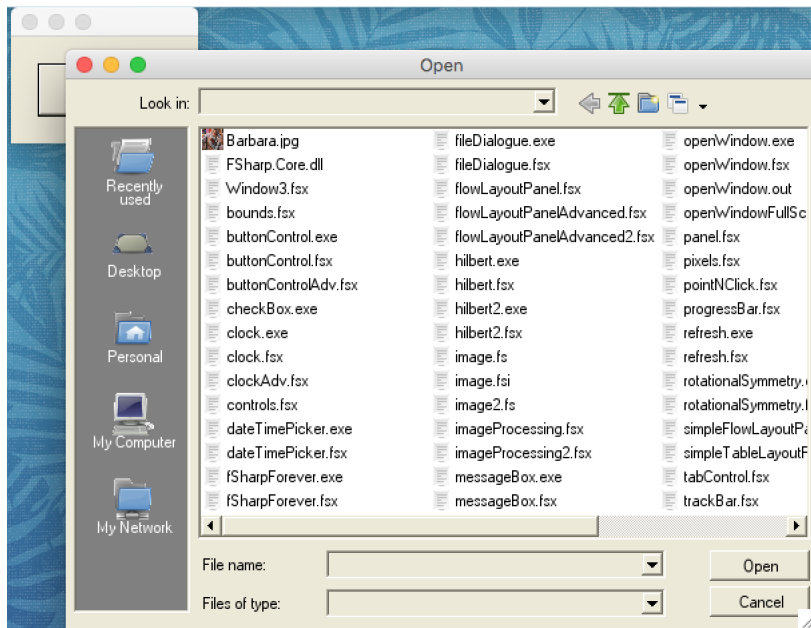 Open
Look in:
Recently
used
Desktop
Personal
My Computer
My Network
Barbara.jpg
FSharp.Core.dll
Window3.fsx
bounds.fsx
buttonControl.exe
buttonControl.fsx
buttonControlAdv.fsx
checkBox.exe
clock.exe
clock.fsx
clockAdv.fsx
controls.fsx
dateTimePicker.exe
dateTimePicker.fsx
fSharpForever.exe
fSharpForever.fsx
fileDialogue.exe
fileDialogue.fsx
flowLayoutPanel.fsx
flowLayoutPanelAdvanced.fsx
flowLayoutPanelAdvanced2.fsx
hilbert.exe
hilbert.fsx
hilbert2.exe
hilbert2.fsx
image.fs
image.fsi
image2.fs
imageProcessing.fsx
imageProcessing2.fsx
messageBox.exe
messageBox.fsx
openWindow.exe
openWindow.fsx
openWindow.out
openWindowFullSc
panel.fsx
pixels.fsx
pointNClick.fsx
progressBar.fsx
refresh.exe
refresh.fsx
rotationalSymmetry.
rotationalSymmetry.
simpleFlowLayoutPa
simpleTableLayoutF
tabControl.fsx
trackBar.fsx
File name:
Open
Files of type:
Cancel